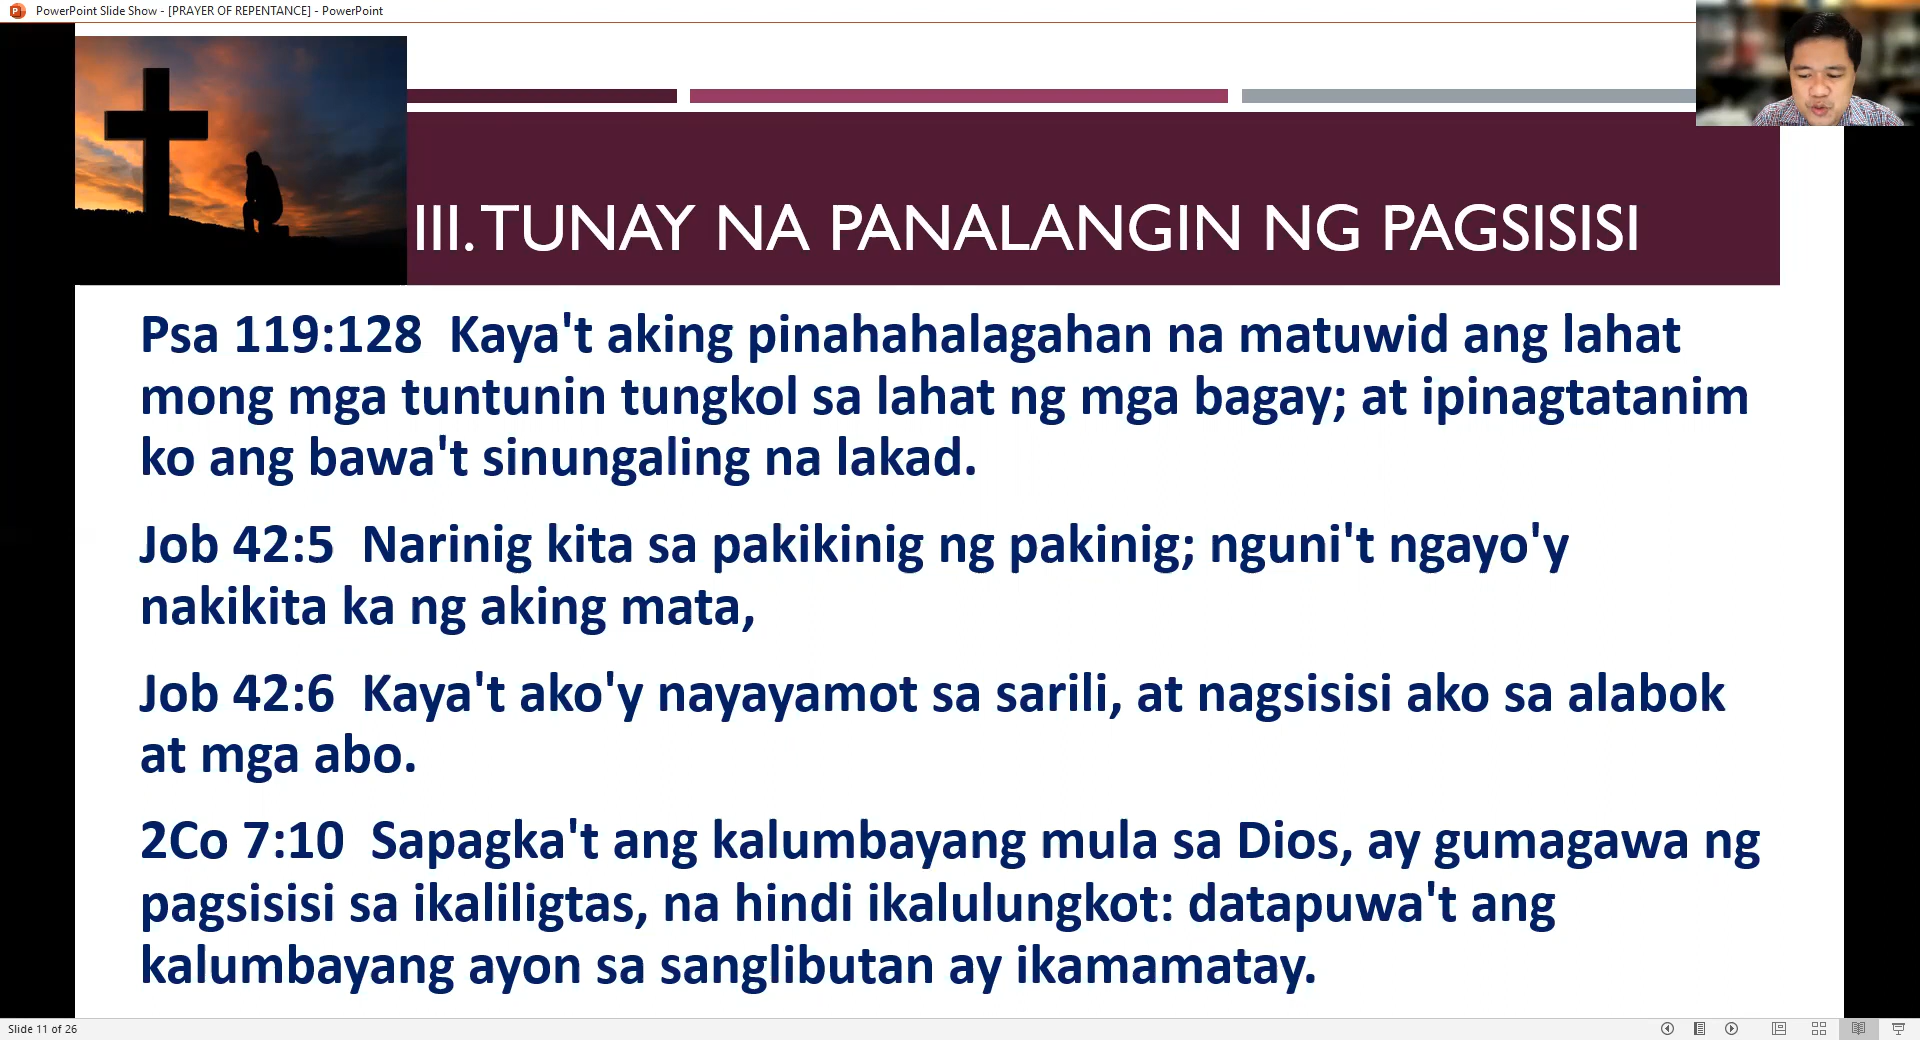 PowerPoint Slide Show - [PRAYER OF REPENTANCE] - PowerPoint
III. TUNAY NA PANALANGIN NG PAGSISISI
Psa 119:128 Kaya't aking pinahahalagahan na matuwid ang lahat
mong mga tuntunin tungkol sa lahat ng mga bagay; at ipinagtatanim
ko ang bawa't sinungaling na lakad.
Job 42:5 Narinig kita sa pakikinig ng pakinig; nguni't ngayo'y
nakikita ka ng aking mata,
Job 42:6 Kaya't ako'y nayayamot sa sarili, at nagsisisi ako sa alabok
at mga abo.
2Co 7:10 Sapagka't ang kalumbayang mula sa Dios, ay gumagawa ng
pagsisisi sa ikaliligtas, na hindi ikalulungkot: datapuwa't ang
kalumbayang ayon sa sanglibutan ay ikamamatay.
Slide 11 of 26